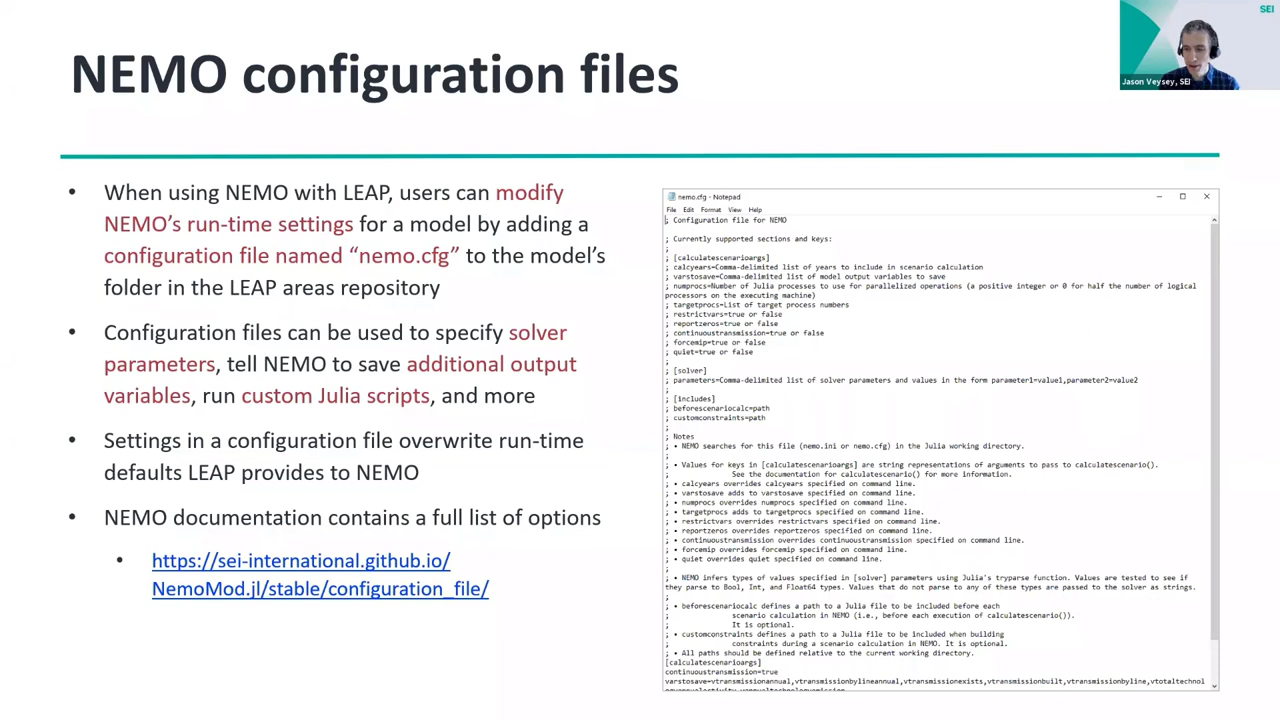 NEMO configuration files
SEI
Jason Veysey, SEI
• When using NEMO with LEAP, users can modify
NEMO’s run-time settings for a model by adding a
configuration file named “nemo.cfg” to the model’s
folder in the LEAP areas repository
• Configuration files can be used to specify solver
parameters, tell NEMO to save additional output
variables, run custom Julia scripts, and more
• Settings in a configuration file overwrite run-time
defaults LEAP provides to NEMO
• NEMO documentation contains a full list of options
• https://sei-international.github.io/
NemoMod.jl/stable/configuration_file/
nemo.cfg - Notepad
File Edit Format View Help
; Configuration file for NEMO
; Currently supported sections and keys:
;
; [calculatescenarioargs]
; calcyears=Comma-delimited list of years to include in scenario calculation
; varstosave=Comma-delimited list of model output variables to save
; numprocs=Number of Julia processes to use for parallelized operations (a positive integer or 0 for half the number of logical
processors on the executing machine)
; targetprocs=List of target process numbers
; restrictvars=true or false
; reportzeros=true or false
; continuoustransmission=true or false
; forcemip=true or false
; quiet=true or false
;
; [solver]
; parameters=Comma-delimited list of solver parameters and values in the form parameter1=value1,parameter2=value2
;
; [includes]
; beforescenariocalc=path
; customconstraints=path
;
; Notes
; • NEMO searches for this file (nemo.ini or nemo.cfg) in the Julia working directory.
;
; • Values for keys in [calculatescenarioargs] are string representations of arguments to pass to calculatescenario().
; See the documentation for calculatescenario() for more information.
; • calcyears overrides calcyears specified on command line.
; • varstosave adds to varstosave specified on command line.
; • numprocs overrides numprocs specified on command line.
; • targetprocs adds to targetprocs specified on command line.
; • restrictvars overrides restrictvars specified on command line.
; • reportzeros overrides reportzeros specified on command line.
; • continuoustransmission overrides continuoustransmission specified on command line.
; • forcemip overrides forcemip specified on command line.
; • quiet overrides quiet specified on command line.
;
; • NEMO infers types of values specified in [solver] parameters using Julia's tryparse function. Values are tested to see if
they parse to Bool, Int, and Float64 types. Values that do not parse to any of these types are passed to the solver as strings.
;
; • beforescenariocalc defines a path to a Julia file to be included before each
; scenario calculation in NEMO (i.e., before each execution of calculatescenario()).
; It is optional.
; • customconstraints defines a path to a Julia file to be included when building
; constraints during a scenario calculation in NEMO. It is optional.
; • All paths should be defined relative to the current working directory.
[calculatescenarioargs]
continuoustransmission=true
varstosave=vtransmissionannual,vtransmissionbylineannual,vtransmissionexists,vtransmissionbuilt,vtransmissionbyline,vtotaltechnol